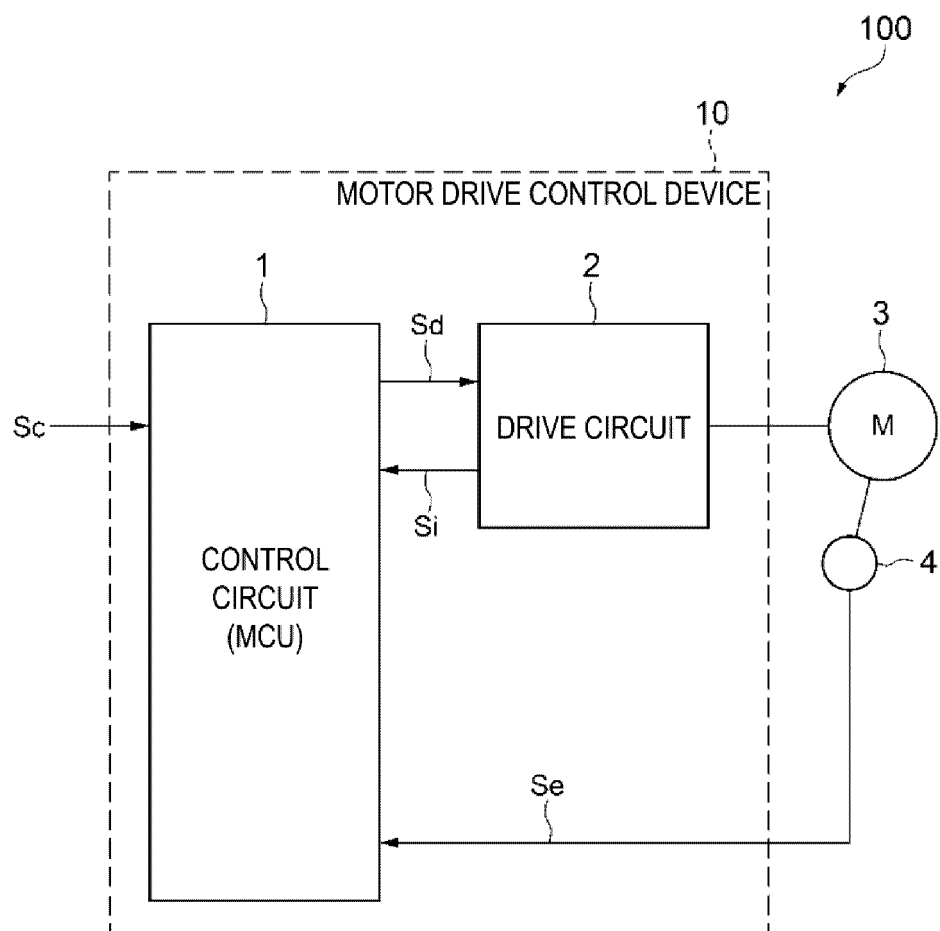 100
10
MOTOR DRIVE CONTROL DEVICE
1
2
3
Sd
Sc
DRIVE CIRCUIT
M
Si
CONTROL
CIRCUIT
(MCU)
4
Se